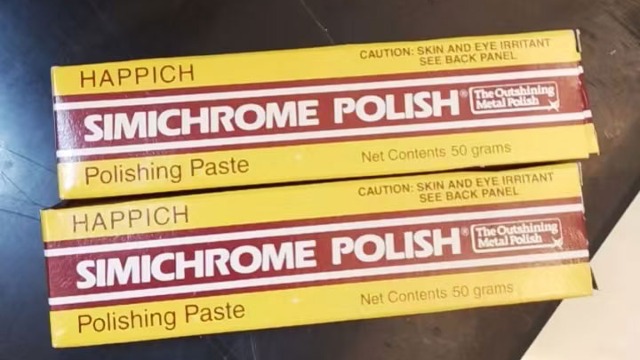 HAPPICH
CAUTION: SKIN AND EYE IRRITANT
SEE BACK PANEL
SIMICHROME POLISH®
The Outshining
Metal Polish
Polishing Paste
Net Contents 50 grams
HAPPICH
CAUTION: SKIN AND EYE IRRITANT
SEE BACK PANEL
SIMICHROME POLISH®
The Outshining
Metal Polish
Polishing Paste
Net Contents 50 grams